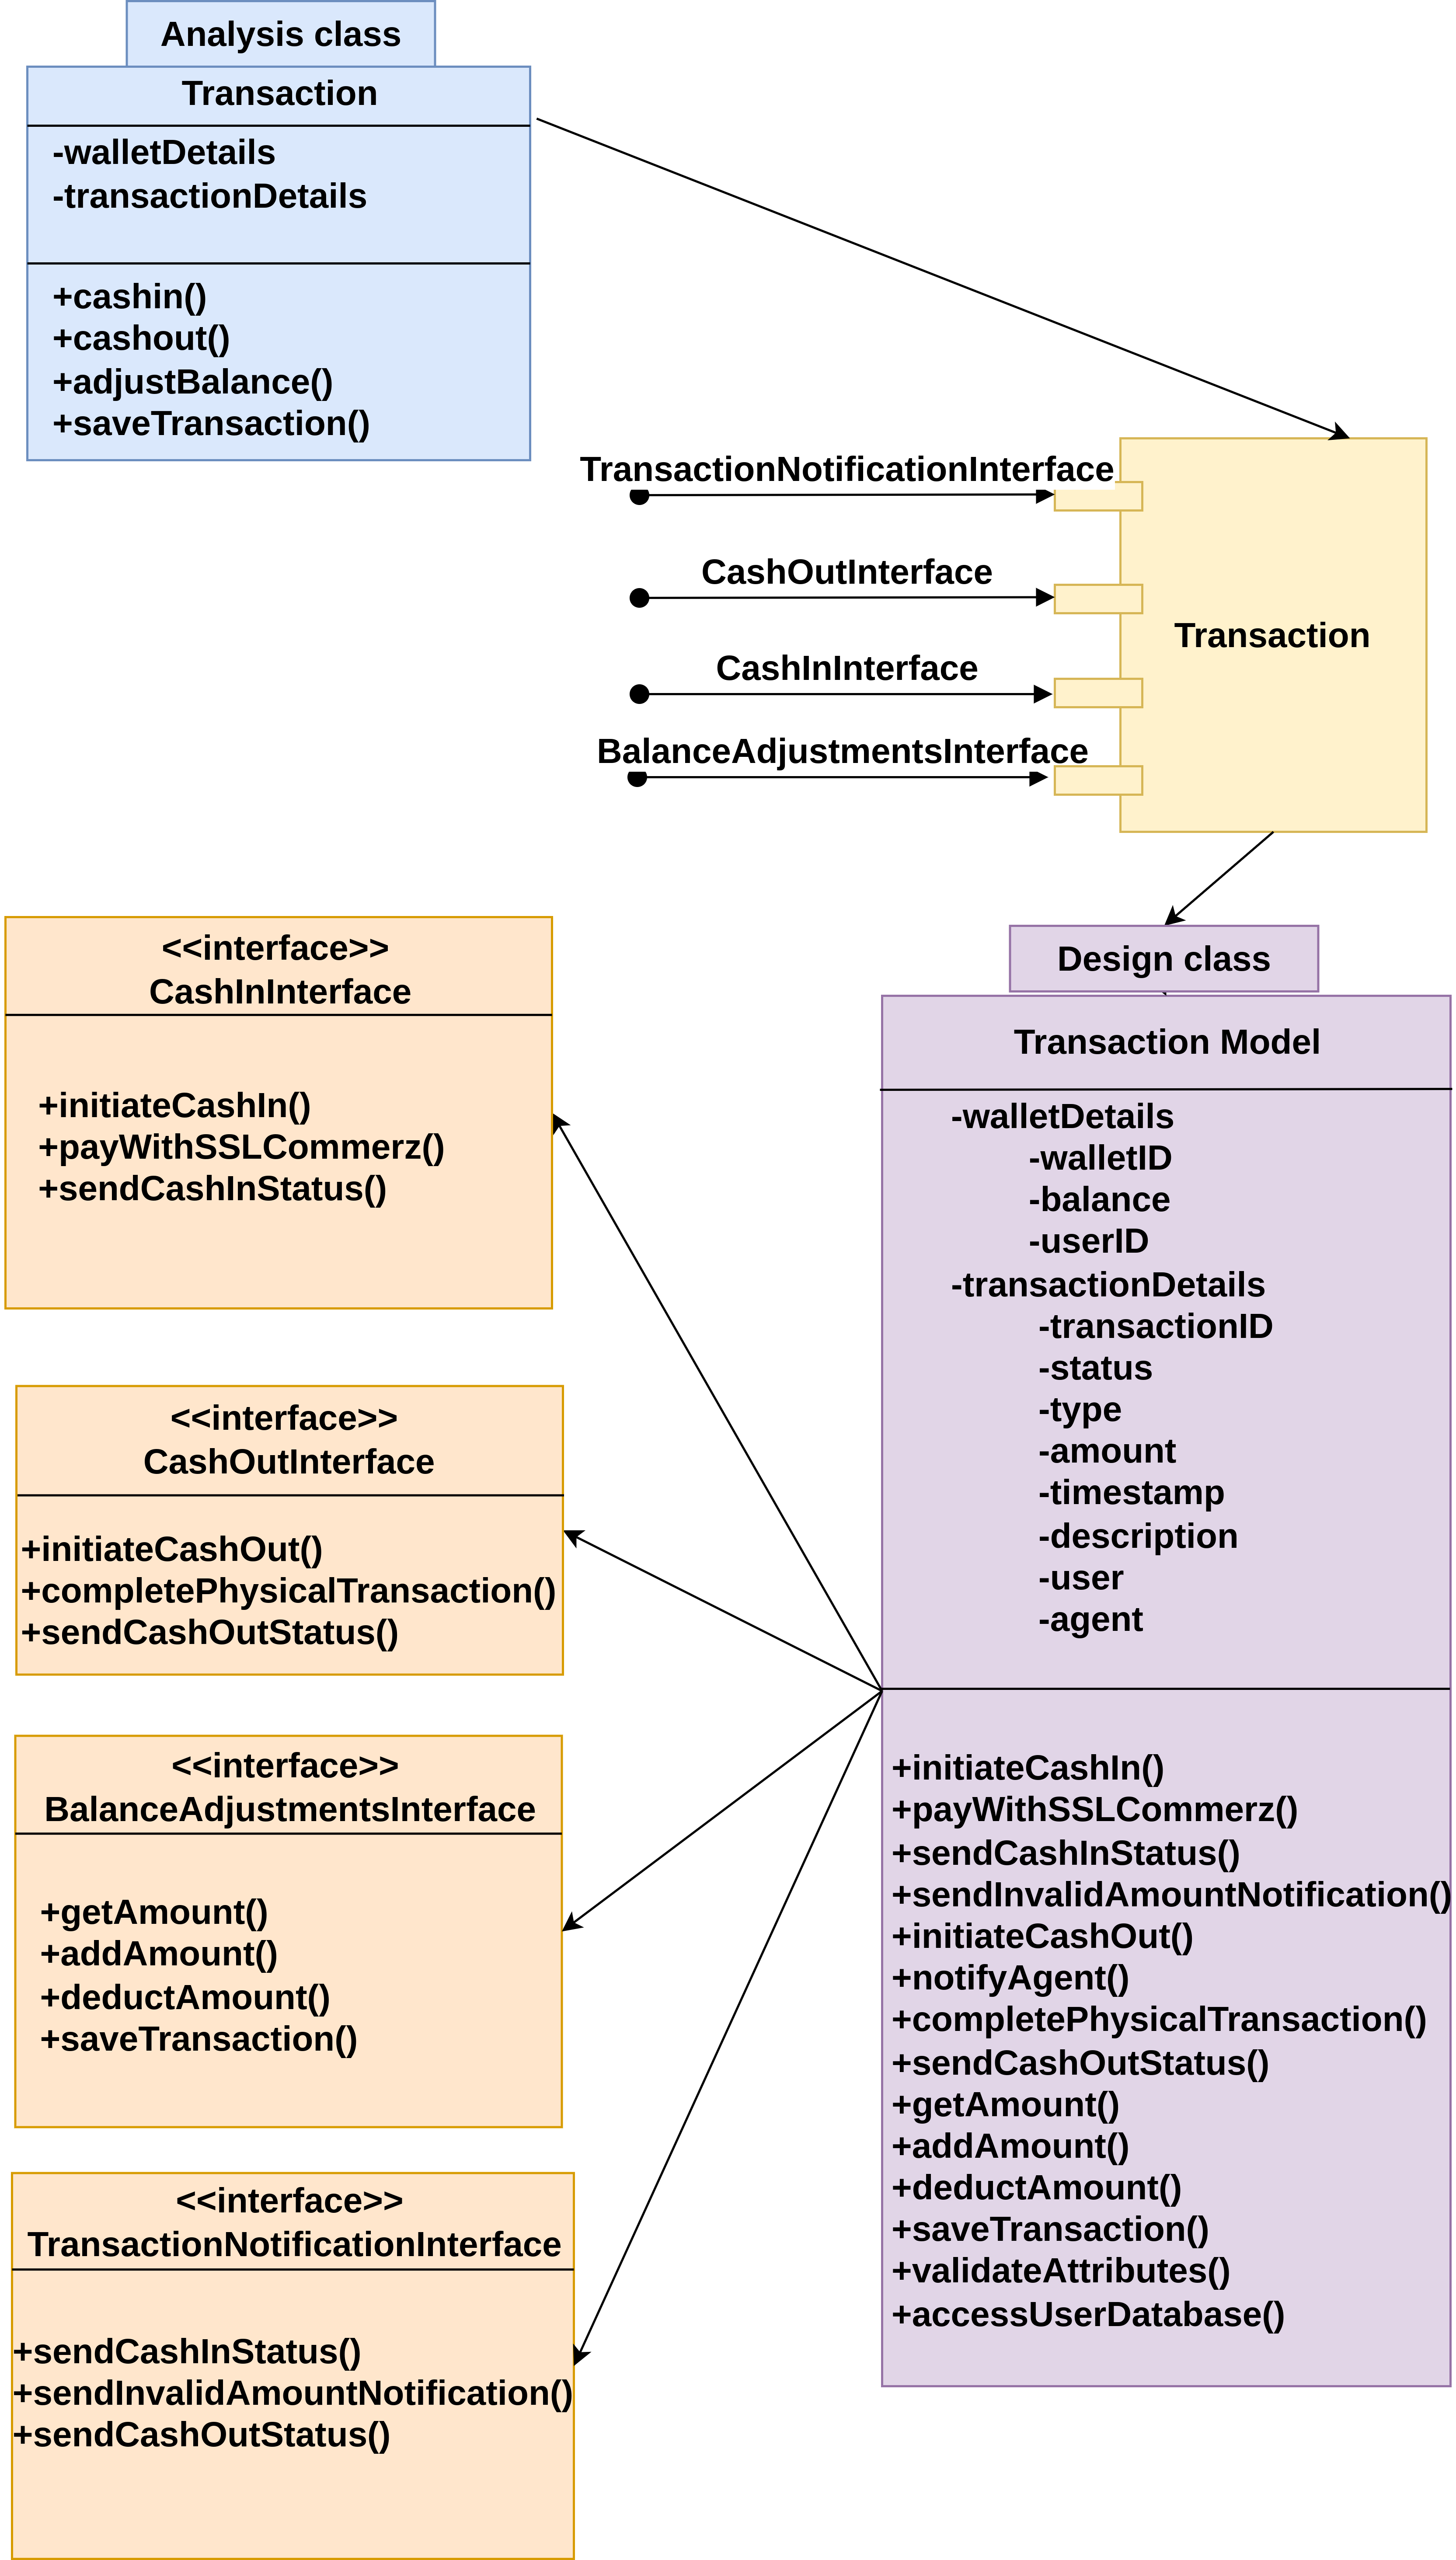 Analysis class
Transaction
-walletDetails
-transactionDetails
+cashin()
+cashout()
+adjustBalance()
+saveTransaction()
TransactionNotificationInterface
CashOutInterface
CashInInterface
BalanceAdjustmentsInterface
Transaction
<<interface>>
CashInInterface
+initiateCashIn()
+payWithSSLCommerz()
+sendCashInStatus()
<<interface>>
CashOutInterface
+initiateCashOut()
+completePhysicalTransaction()
+sendCashOutStatus()
<<interface>>
BalanceAdjustmentsInterface
+getAmount()
+addAmount()
+deductAmount()
+saveTransaction()
<<interface>>
TransactionNotificationInterface
+sendCashInStatus()
+sendInvalidAmountNotification()
+sendCashOutStatus()
Design class
Transaction Model
-walletDetails
-walletID
-balance
-userID
-transactionDetails
-transactionID
-status
-type
-amount
-timestamp
-description
-user
-agent
+initiateCashIn()
+payWithSSLCommerz()
+sendCashInStatus()
+sendInvalidAmountNotification()
+initiateCashOut()
+notifyAgent()
+completePhysicalTransaction()
+sendCashOutStatus()
+getAmount()
+addAmount()
+deductAmount()
+saveTransaction()
+validateAttributes()
+accessUserDatabase()